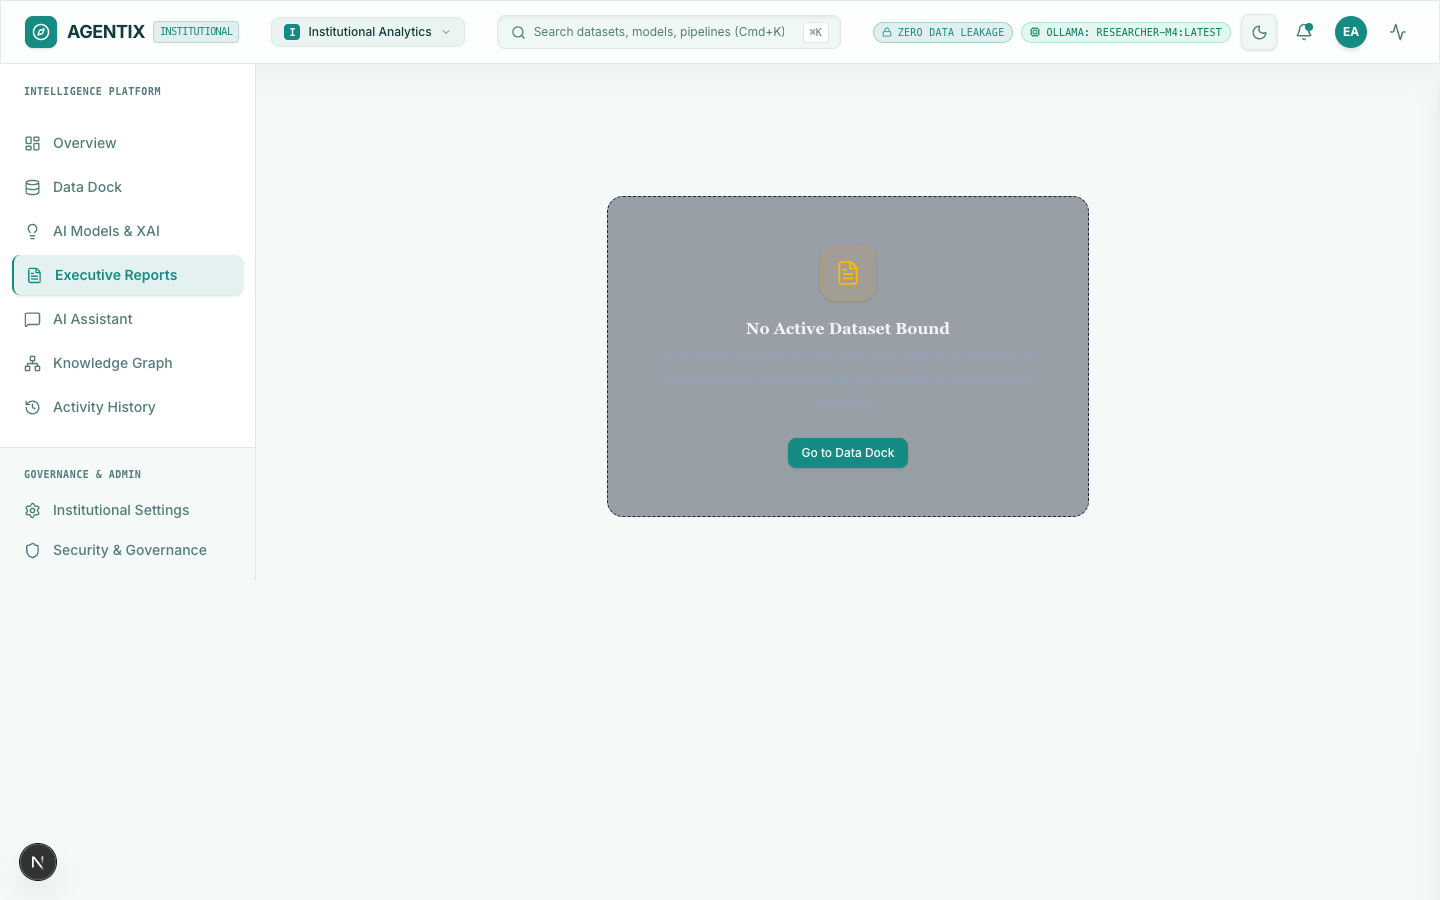 AGENTIX
INSTITUTIONAL
I
Institutional Analytics
Search datasets, models, pipelines (Cmd+K)
⌘K
ZERO DATA LEAKAGE
OLLAMA: RESEARCHER-M4:LATEST
EA
INTELLIGENCE PLATFORM
Overview
Data Dock
AI Models & XAI
Executive Reports
AI Assistant
Knowledge Graph
Activity History
GOVERNANCE & ADMIN
Institutional Settings
Security & Governance
No Active Dataset Bound
Go to Data Dock
N